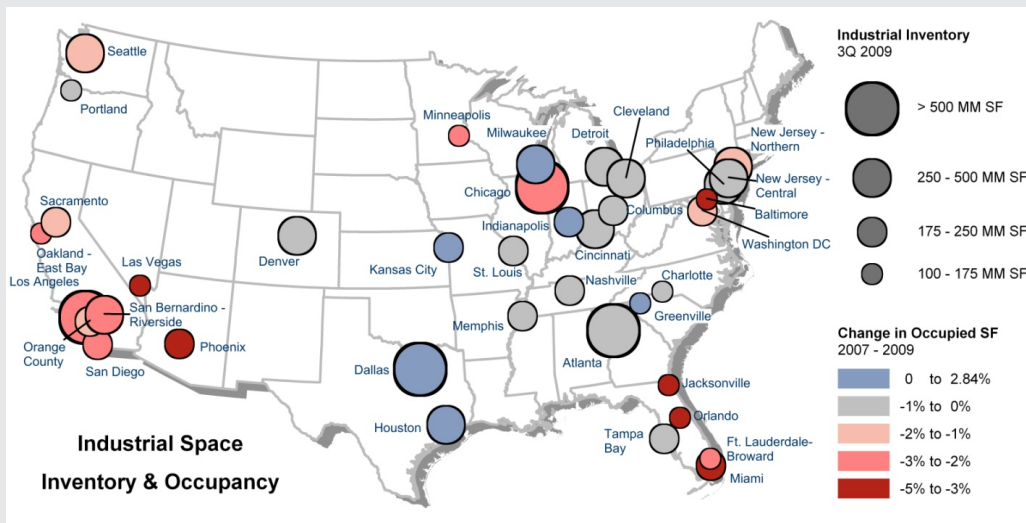 Seattle
Portland
Minneapolis
Milwaukee
Detroit
Cleveland
Philadelphia
New Jersey -
Northern
New Jersey -
Central
Chicago
Columbus
Baltimore
Washington DC
Indianapolis
Cincinnati
Sacramento
Oakland -
East Bay
Los Angeles
Las Vegas
San Bernardino -
Riverside
Orange
County
San Diego
Phoenix
Denver
Kansas City
St. Louis
Nashville
Charlotte
Memphis
Greenville
Atlanta
Dallas
Houston
Jacksonville
Orlando
Tampa
Bay
Ft. Lauderdale-
Broward
Miami
Industrial Space
Inventory & Occupancy
Industrial Inventory
3Q 2009
> 500 MM SF
250 - 500 MM SF
175 - 250 MM SF
100 - 175 MM SF
Change in Occupied SF
2007 - 2009
0 to 2.84%
-1% to 0%
-2% to -1%
-3% to -2%
-5% to -3%